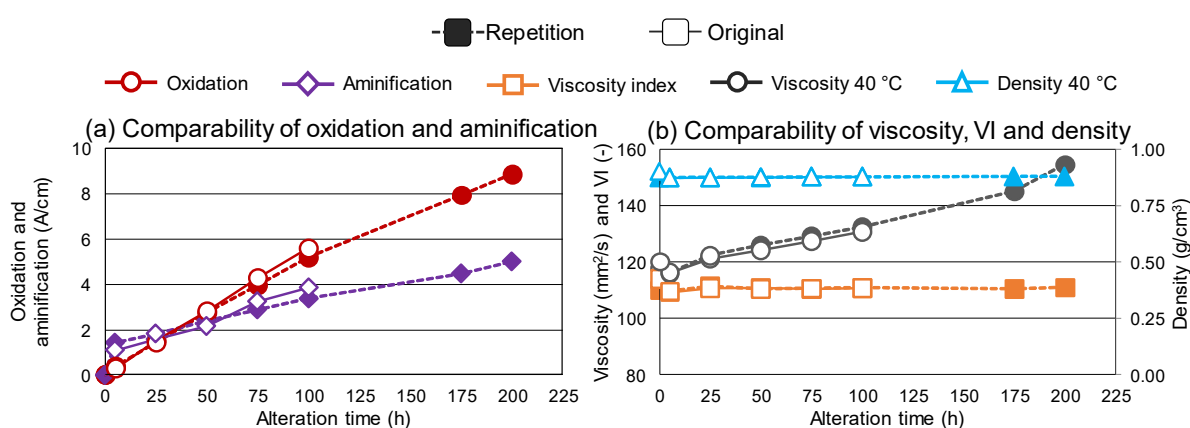 Repetition Original
Oxidation Aminification Viscosity index Viscosity 40 °C Density 40 °C
(a) Comparability of oxidation and aminification
Oxidation and
aminification (A/cm)
10
8
6
4
2
0
0 25 50 75 100 125 150 175 200 225
Alteration time (h)
(b) Comparability of viscosity, VI and density
Viscosity (mm²/s) and VI (-)
160
140
120
100
80
1.00
0.75
0.50
0.25
0.00
Density (g/cm³)
0 25 50 75 100 125 150 175 200 225
Alteration time (h)